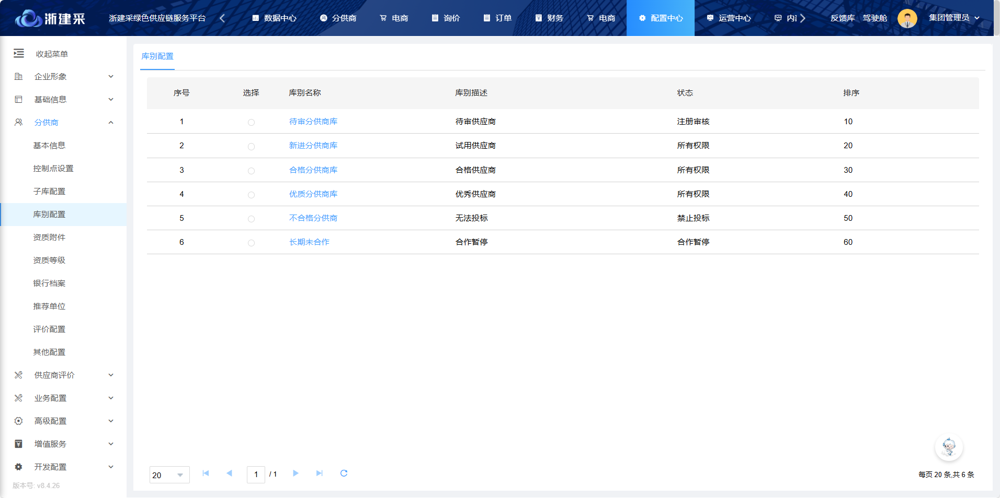 浙建采
浙建采绿色供应链服务平台
数据中心
分供商
电商
询价
订单
财务
电商
配置中心
运营中心
反馈库
驾驶舱
集团管理员
收起菜单
企业形象
基础信息
分供商
基本信息
控制点设置
子库配置
库别配置
资质附件
资质等级
银行档案
推荐单位
评价配置
其他配置
供应商评价
业务配置
高级配置
增值服务
开发配置
版本号: v8.4.26
库别配置
序号 选择 库别名称 库别描述 状态 排序
1 待审分供商库 待审供应商 注册审核 10
2 新进分供商库 试用供应商 所有权限 20
3 合格分供商库 合格供应商 所有权限 30
4 优质分供商库 优秀供应商 所有权限 40
5 不合格分供商 无法投标 禁止投标 50
6 长期未合作 合作暂停 合作暂停 60
20 1 / 1
每页 20 条,共 6 条